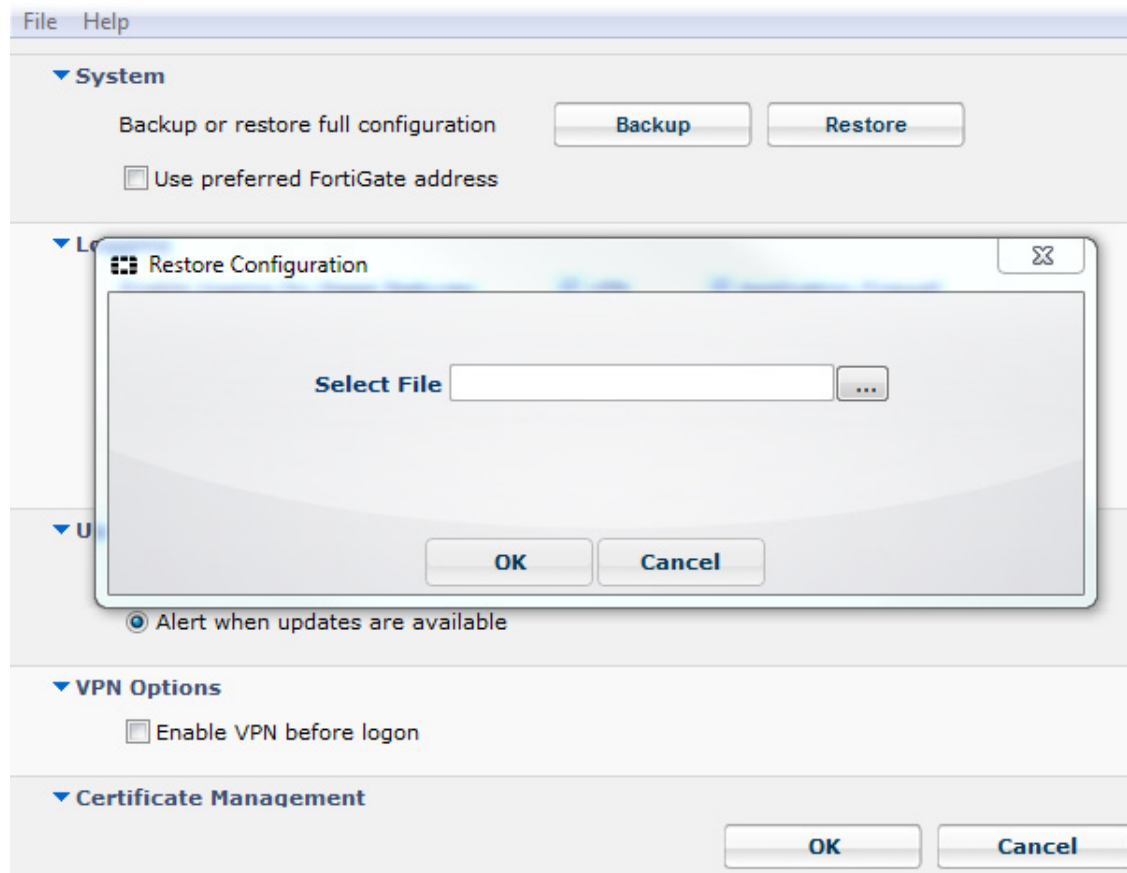 File Help
System
Backup or restore full configuration Backup Restore
Use preferred FortiGate address
Restore Configuration
Select File ...
OK Cancel
Alert when updates are available
VPN Options
Enable VPN before logon
Certificate Management
OK Cancel